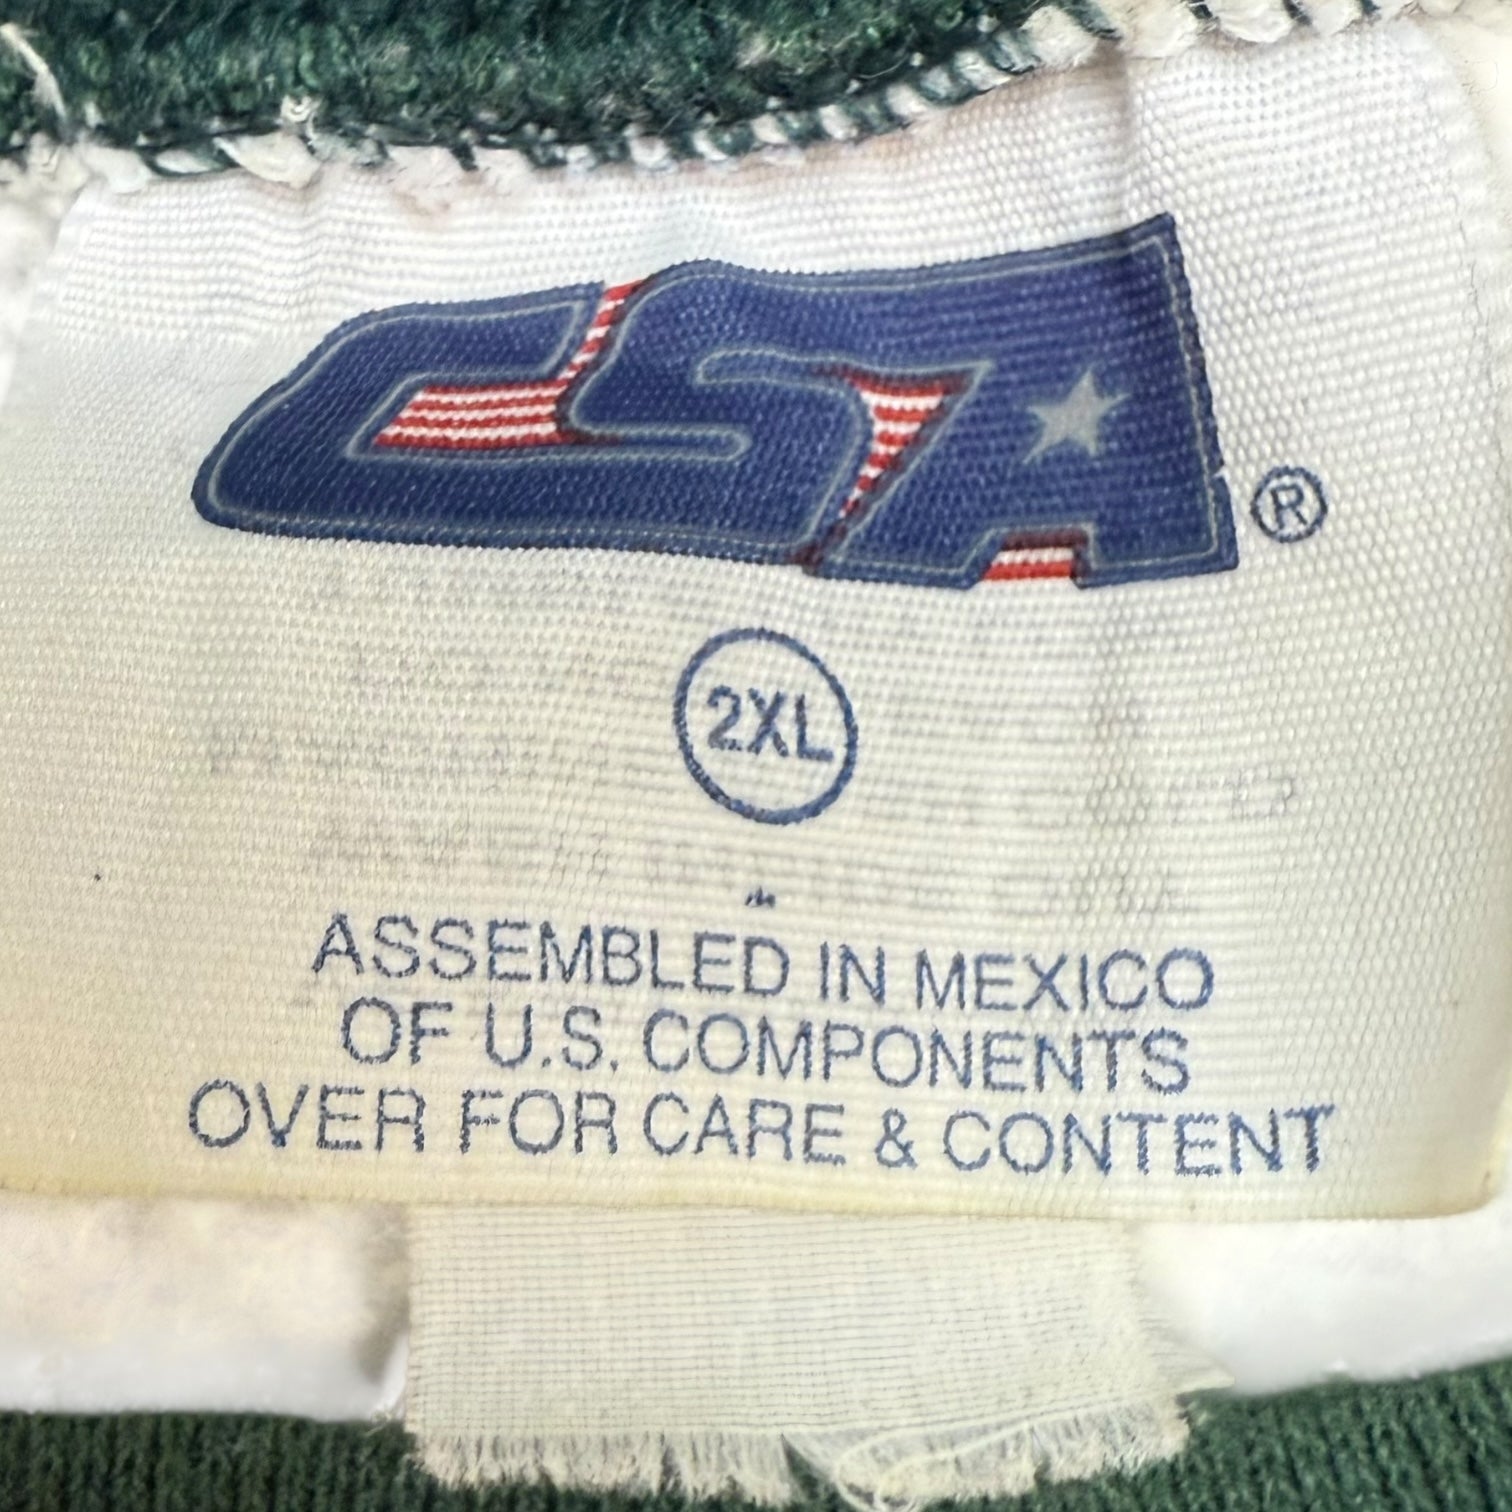 CSA ®
2XL
ASSEMBLED IN MEXICO
OF U.S. COMPONENTS
OVER FOR CARE & CONTENT